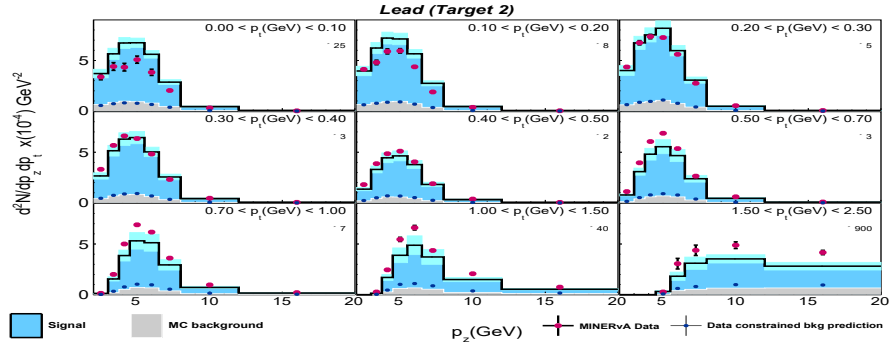 Lead (Target 2)
0.00 < p_t(GeV) < 0.10
0.10 < p_t(GeV) < 0.20
0.20 < p_t(GeV) < 0.30
- 25
- 8
- 5
5
0
0.30 < p_t(GeV) < 0.40
0.40 < p_t(GeV) < 0.50
0.50 < p_t(GeV) < 0.70
- 3
- 2
- 3
5
0
0.70 < p_t(GeV) < 1.00
1.00 < p_t(GeV) < 1.50
1.50 < p_t(GeV) < 2.50
- 7
- 40
- 900
5
0
5 10 15 20 5 10 15 20 5 10 15 20
d²N/dp_z dp_t x(10⁻⁴) GeV⁻²
p_z(GeV)
Signal
MC background
MINERvA Data
Data constrained bkg prediction